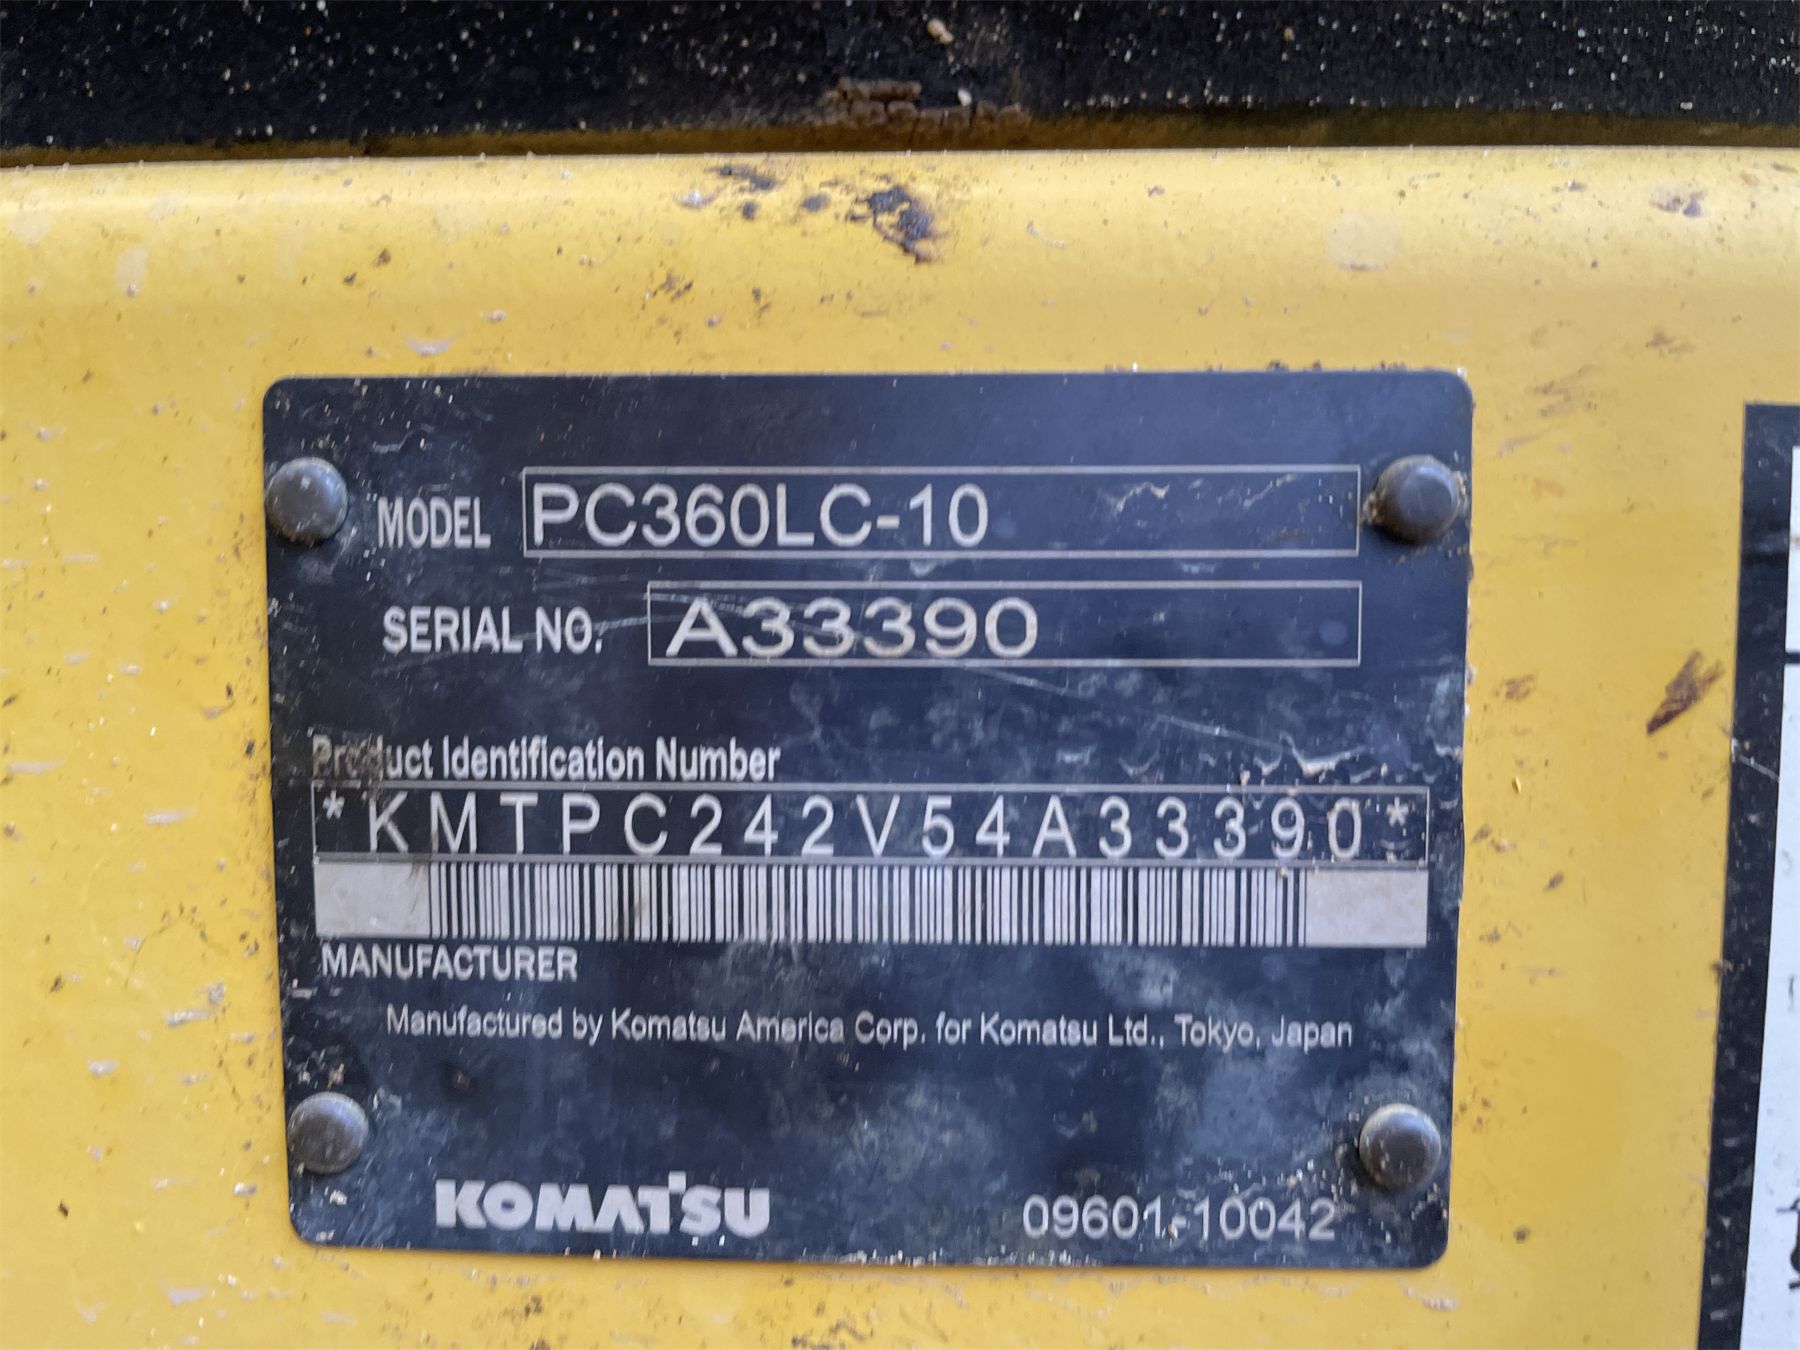 MODEL PC360LC-10
SERIAL NO. A33390
Product Identification Number
*KMTPC242V54A33390*
MANUFACTURER
Manufactured by Komatsu America Corp. for Komatsu Ltd., Tokyo, Japan
KOMATSU 09601-10042